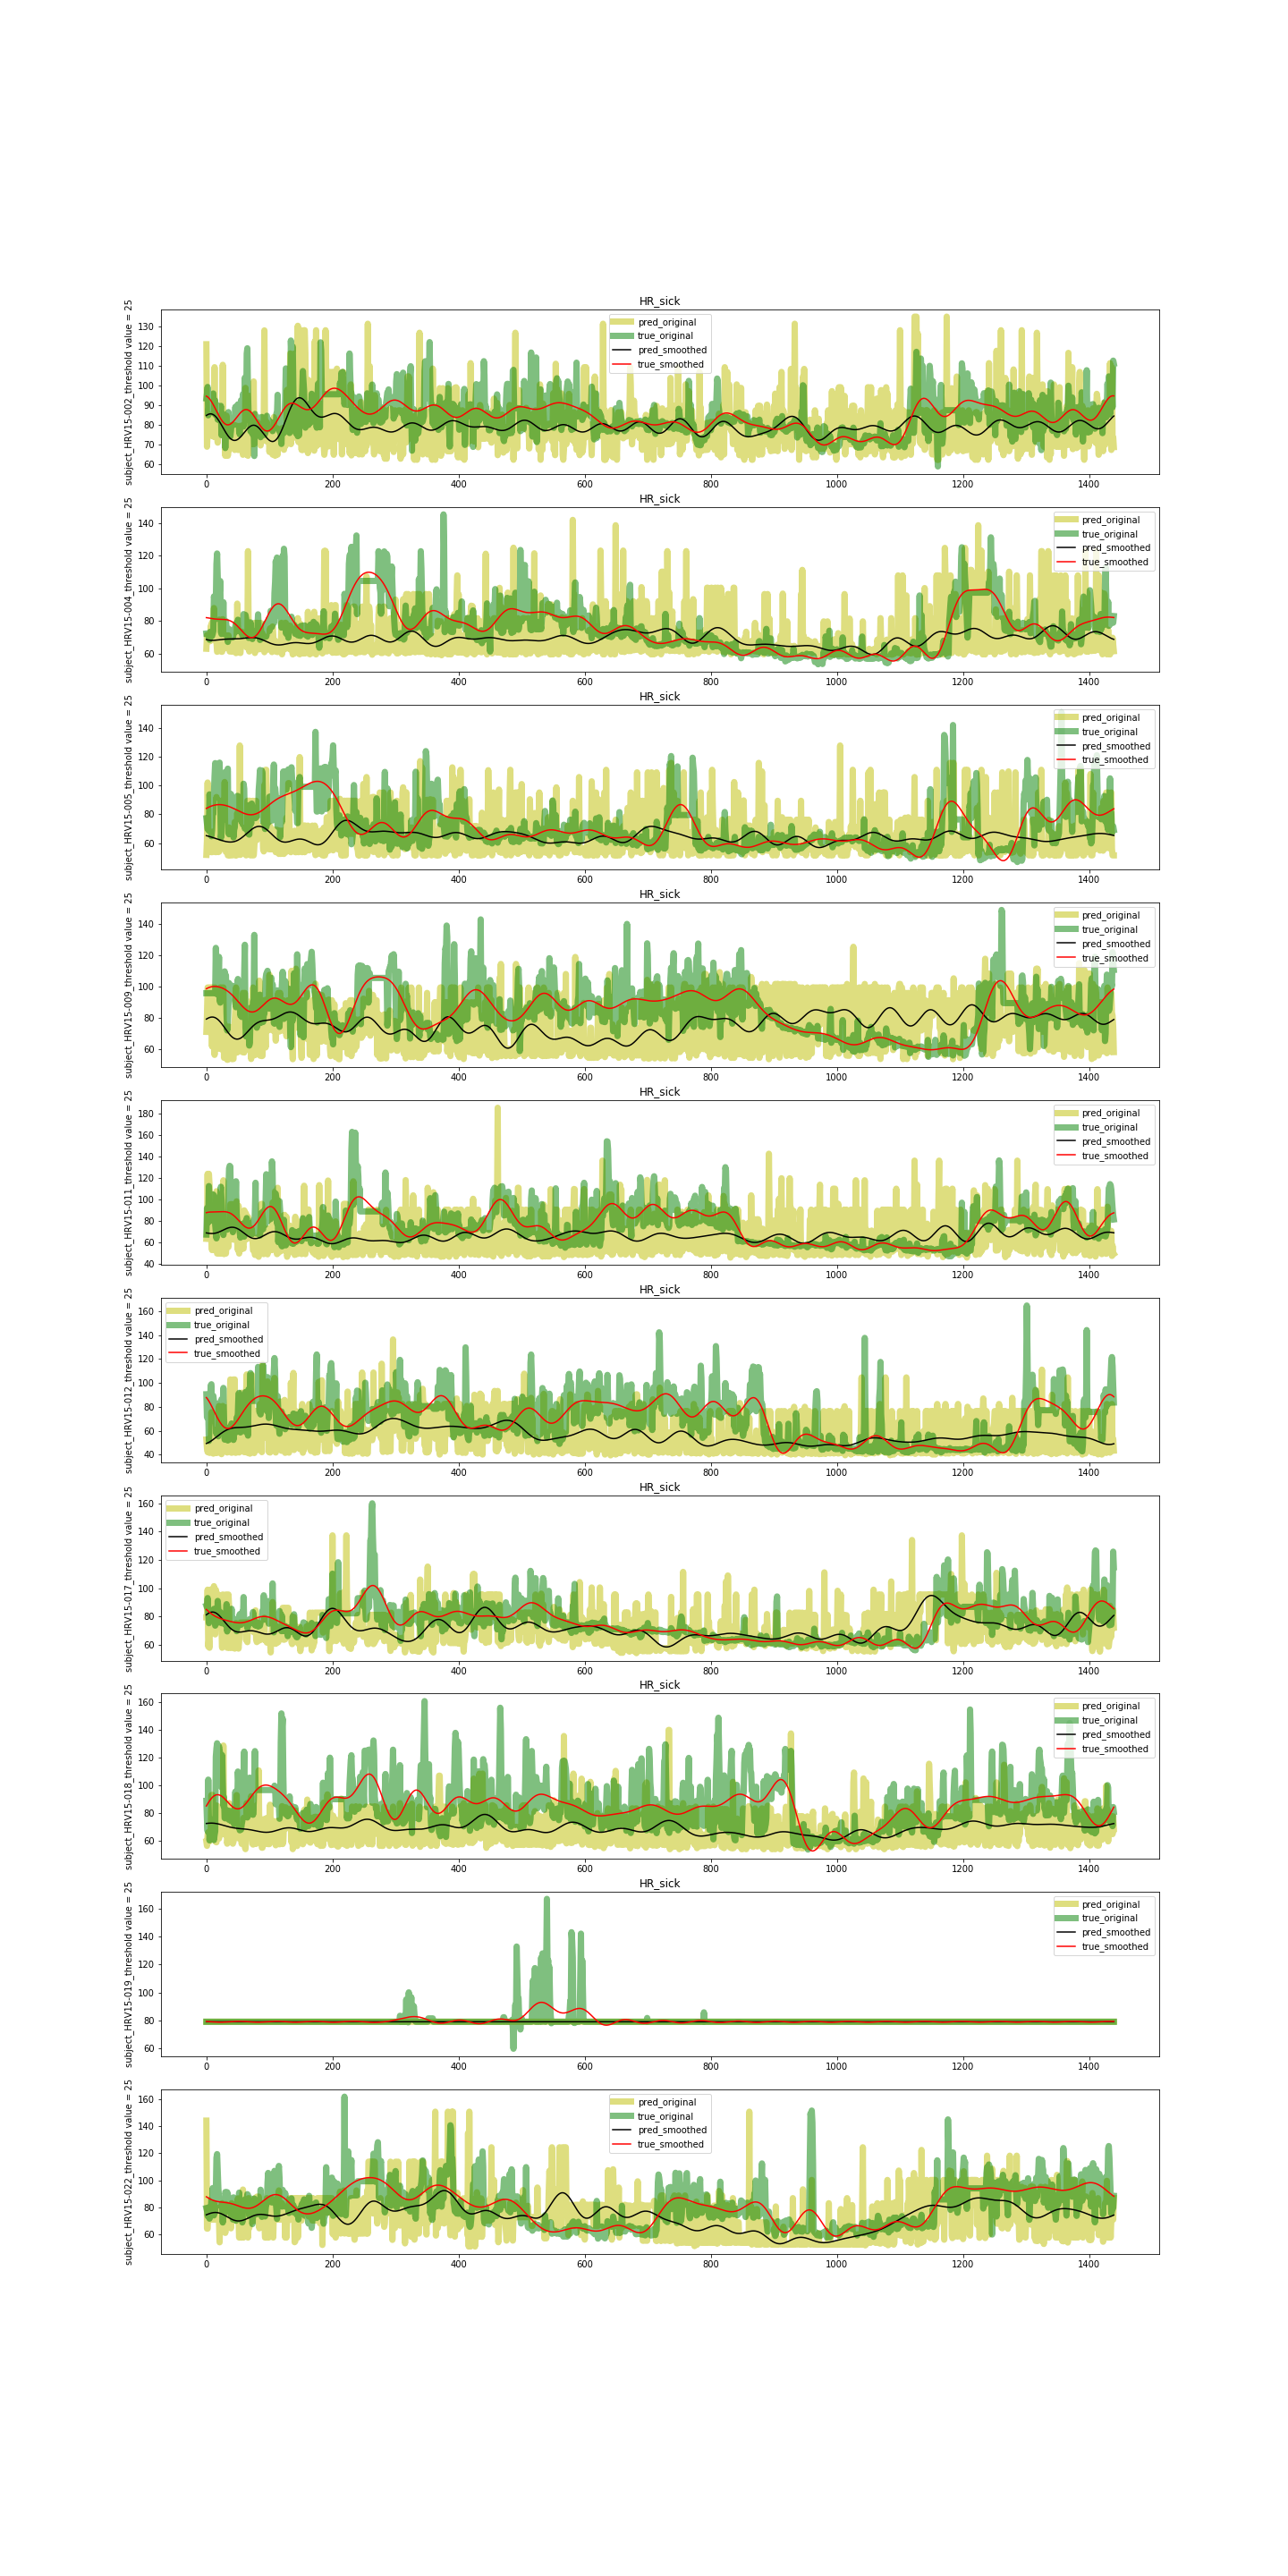 HR_sick
subject_HRV15-002_threshold value = 25
130
120
110
100
90
80
70
60
pred_original
true_original
pred_smoothed
true_smoothed
0 200 400 600 800 1000 1200 1400
HR_sick
subject_HRV15-004_threshold value = 25
140
120
100
80
60
pred_original
true_original
pred_smoothed
true_smoothed
0 200 400 600 800 1000 1200 1400
HR_sick
subject_HRV15-005_threshold value = 25
140
120
100
80
60
pred_original
true_original
pred_smoothed
true_smoothed
0 200 400 600 800 1000 1200 1400
HR_sick
subject_HRV15-009_threshold value = 25
140
120
100
80
60
pred_original
true_original
pred_smoothed
true_smoothed
0 200 400 600 800 1000 1200 1400
HR_sick
subject_HRV15-011_threshold value = 25
180
160
140
120
100
80
60
40
pred_original
true_original
pred_smoothed
true_smoothed
0 200 400 600 800 1000 1200 1400
HR_sick
subject_HRV15-012_threshold value = 25
160
140
120
100
80
60
40
pred_original
true_original
pred_smoothed
true_smoothed
0 200 400 600 800 1000 1200 1400
HR_sick
subject_HRV15-017_threshold value = 25
160
140
120
100
80
60
pred_original
true_original
pred_smoothed
true_smoothed
0 200 400 600 800 1000 1200 1400
HR_sick
subject_HRV15-018_threshold value = 25
160
140
120
100
80
60
pred_original
true_original
pred_smoothed
true_smoothed
0 200 400 600 800 1000 1200 1400
HR_sick
subject_HRV15-019_threshold value = 25
160
140
120
100
80
60
pred_original
true_original
pred_smoothed
true_smoothed
0 200 400 600 800 1000 1200 1400
subject_HRV15-022_threshold value = 25
160
140
120
100
80
60
pred_original
true_original
pred_smoothed
true_smoothed
0 200 400 600 800 1000 1200 1400